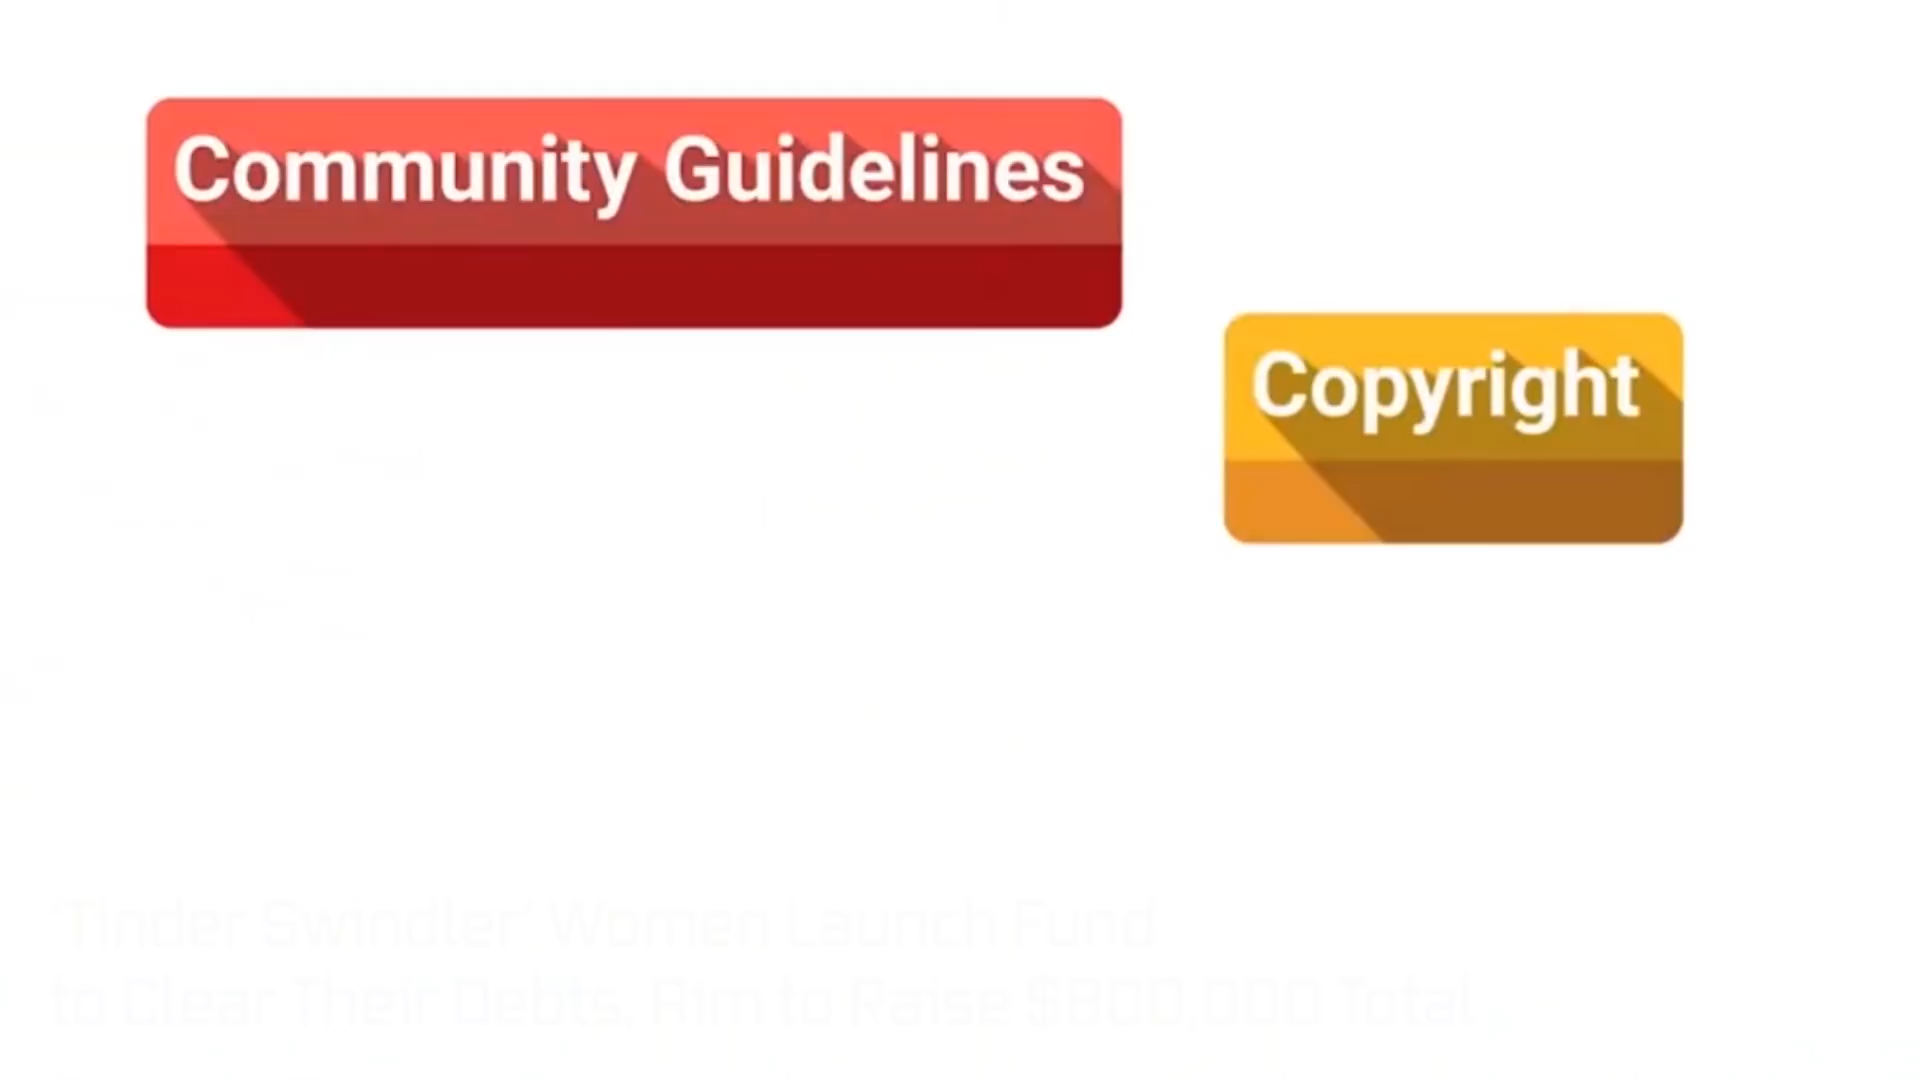 Community Guidelines
Copyright
'Tinder Swindler' Women Launch Fund
to Clear Their Debts, Aim to Raise $800,000 Total